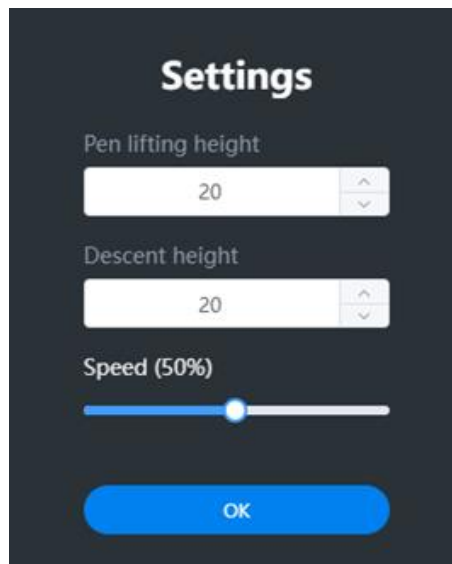 Settings
Pen lifting height
20
Descent height
20
Speed (50%)
OK